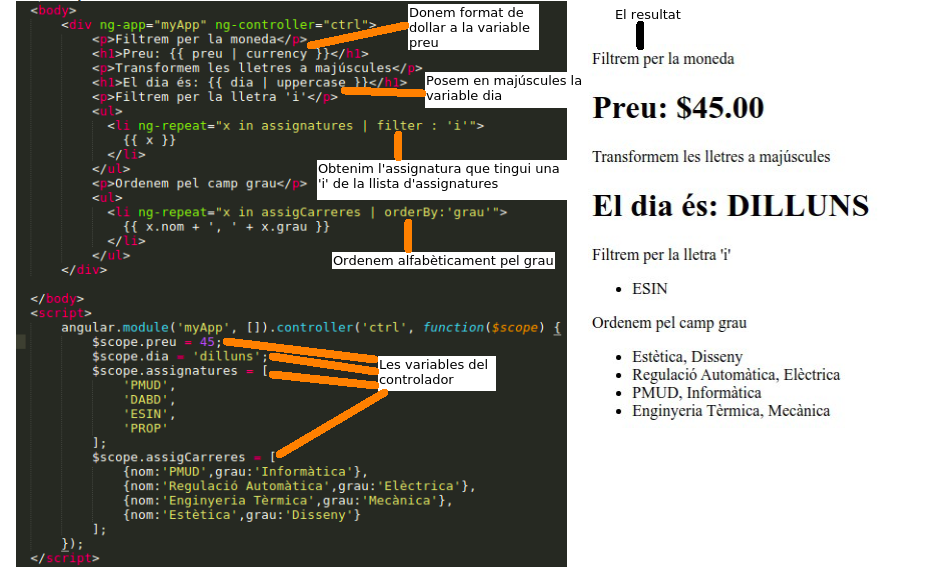 <body>
<div ng-app="myApp" ng-controller="ctrl">
<p>Filtrem per la moneda</p>
<h1>Preu: {{ preu | currency }}</h1>
<p>Transformem les lletres a majúscules</p>
<h1>El dia és: {{ dia | uppercase }}</h1>
<p>Filtrem per la lletra 'i'</p>
<ul>
<li ng-repeat="x in assignatures | filter : 'i'">
{{ x }}
</li>
</ul>
<p>Ordenem pel camp grau</p>
<ul>
<li ng-repeat="x in assigCarreres | orderBy:'grau'">
{{ x.nom + ', ' + x.grau }}
</li>
</ul>
</div>
</body>
<script>
angular.module('myApp', []).controller('ctrl', function($scope) {
$scope.preu = 45;
$scope.dia = 'dilluns';
$scope.assignatures = [
'PMUD',
'DABD',
'ESIN',
'PROP'
];
$scope.assigCarreres = [
{nom:'PMUD',grau:'Informàtica'},
{nom:'Regulació Automàtica',grau:'Elèctrica'},
{nom:'Enginyeria Tèrmica',grau:'Mecànica'},
{nom:'Estètica',grau:'Disseny'}
];
});
</script>
Donem format de
dollar a la variable
preu
Posem en majúscules la
variable dia
Obtenim l'assignatura que tingui una
'i' de la llista d'assignatures
Ordenem alfabèticament pel grau
Les variables del
controlador
El resultat
Filtrem per la moneda
Preu: $45.00
Transformem les lletres a majúscules
El dia és: DILLUNS
Filtrem per la lletra 'i'
• ESIN
Ordenem pel camp grau
• Estètica, Disseny
• Regulació Automàtica, Elèctrica
• PMUD, Informàtica
• Enginyeria Tèrmica, Mecànica